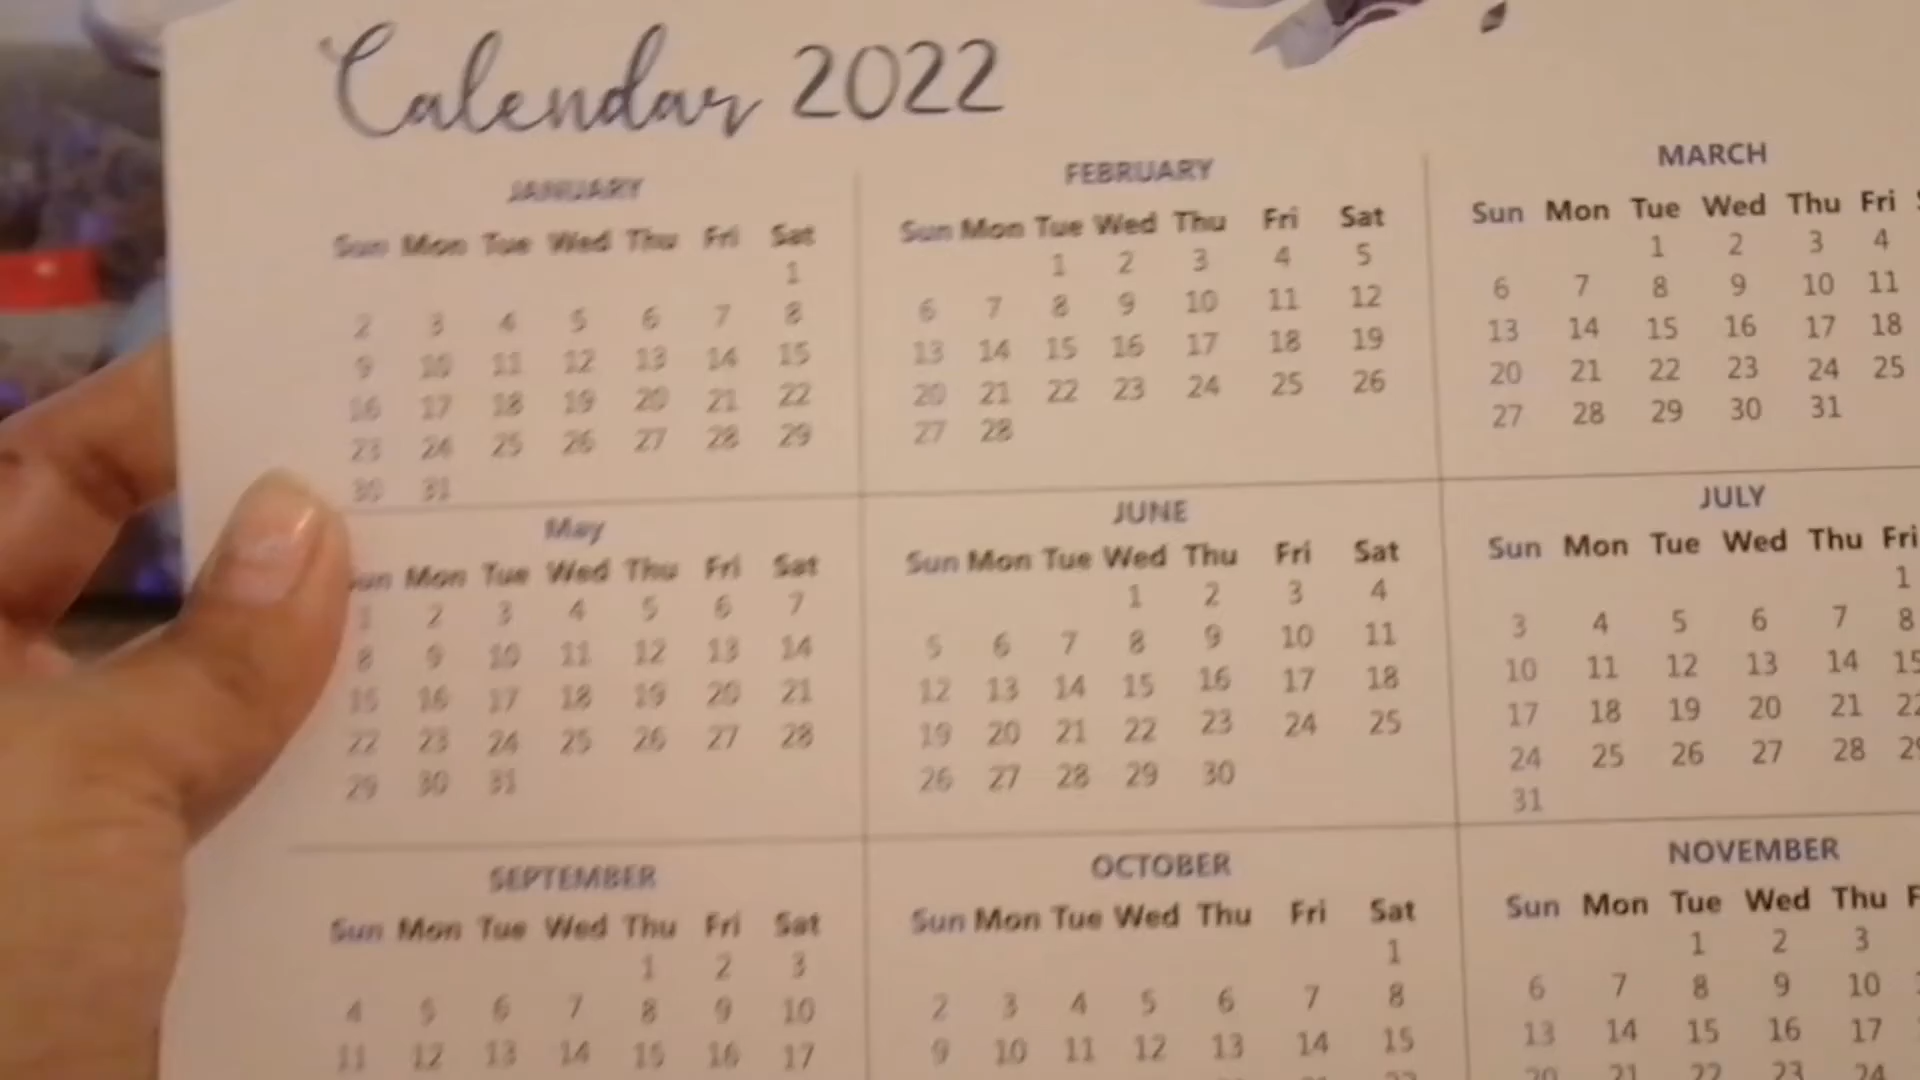 Calendar 2022
JANUARY
Sun Mon Tue Wed Thu Fri Sat
1
2 3 4 5 6 7 8
9 10 11 12 13 14 15
16 17 18 19 20 21 22
23 24 25 26 27 28 29
30 31
FEBRUARY
Sun Mon Tue Wed Thu Fri Sat
1 2 3 4 5
6 7 8 9 10 11 12
13 14 15 16 17 18 19
20 21 22 23 24 25 26
27 28
MARCH
Sun Mon Tue Wed Thu Fri
1 2 3 4
6 7 8 9 10 11
13 14 15 16 17 18
20 21 22 23 24 25
27 28 29 30 31
May
Sun Mon Tue Wed Thu Fri Sat
1 2 3 4 5 6 7
8 9 10 11 12 13 14
15 16 17 18 19 20 21
22 23 24 25 26 27 28
29 30 31
JUNE
Sun Mon Tue Wed Thu Fri Sat
1 2 3 4
5 6 7 8 9 10 11
12 13 14 15 16 17 18
19 20 21 22 23 24 25
26 27 28 29 30
JULY
Sun Mon Tue Wed Thu Fri
1
3 4 5 6 7 8
10 11 12 13 14 15
17 18 19 20 21 22
24 25 26 27 28 29
31
SEPTEMBER
Sun Mon Tue Wed Thu Fri Sat
1 2 3
4 5 6 7 8 9 10
11 12 13 14 15 16 17
OCTOBER
Sun Mon Tue Wed Thu Fri Sat
1
2 3 4 5 6 7 8
9 10 11 12 13 14 15
NOVEMBER
Sun Mon Tue Wed Thu
1 2 3
6 7 8 9 10
13 14 15 16 17
20 21 22 23 24